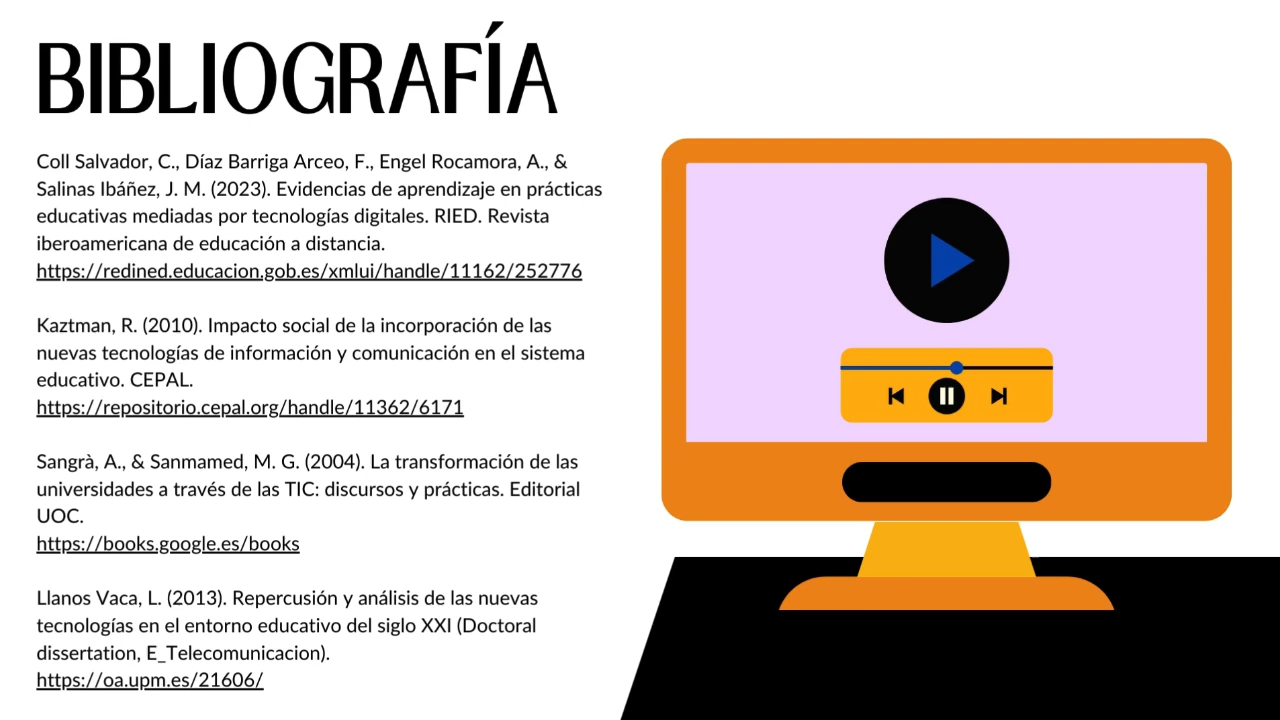 BIBLIOGRAFÍA
Coll Salvador, C., Díaz Barriga Arceo, F., Engel Rocamora, A., &
Salinas Ibáñez, J. M. (2023). Evidencias de aprendizaje en prácticas
educativas mediadas por tecnologías digitales. RIED. Revista
iberoamericana de educación a distancia.
https://redined.educacion.gob.es/xmlui/handle/11162/252776
Kaztman, R. (2010). Impacto social de la incorporación de las
nuevas tecnologías de información y comunicación en el sistema
educativo. CEPAL.
https://repositorio.cepal.org/handle/11362/6171
Sangrà, A., & Sanmamed, M. G. (2004). La transformación de las
universidades a través de las TIC: discursos y prácticas. Editorial
UOC.
https://books.google.es/books
Llanos Vaca, L. (2013). Repercusión y análisis de las nuevas
tecnologías en el entorno educativo del siglo XXI (Doctoral
dissertation, E_Telecomunicacion).
https://oa.upm.es/21606/